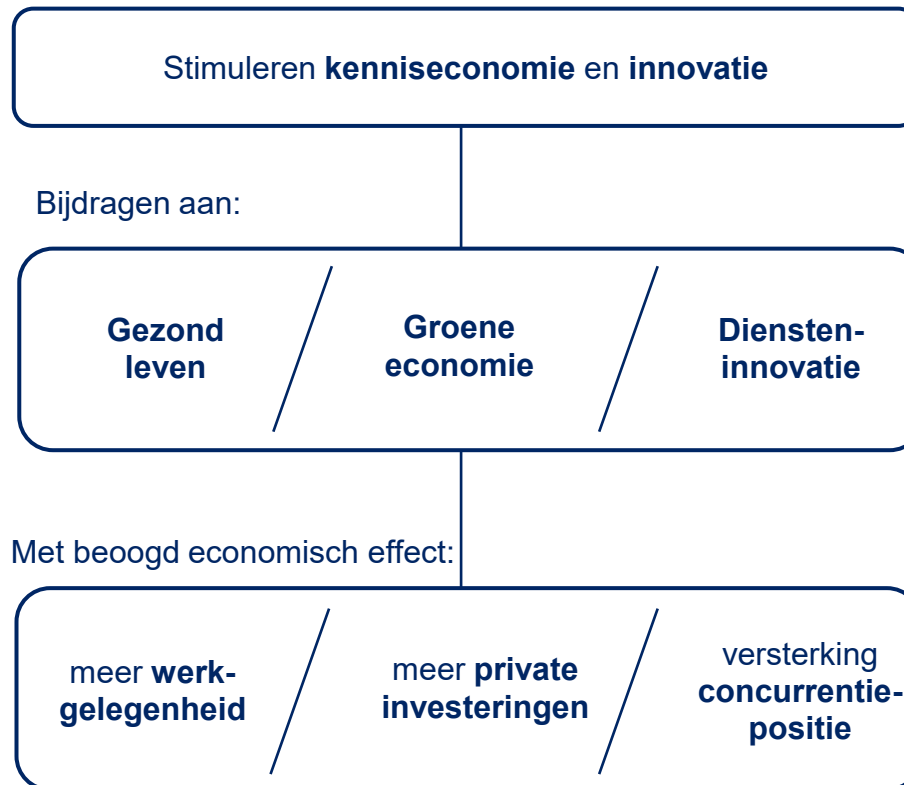 Stimuleren kenniseconomie en innovatie
Bijdragen aan:
Gezond
leven
Groene
economie
Diensten-
innovatie
Met beoogd economisch effect:
meer werk-
gelegenheid
meer private
investeringen
versterking
concurrentie-
positie